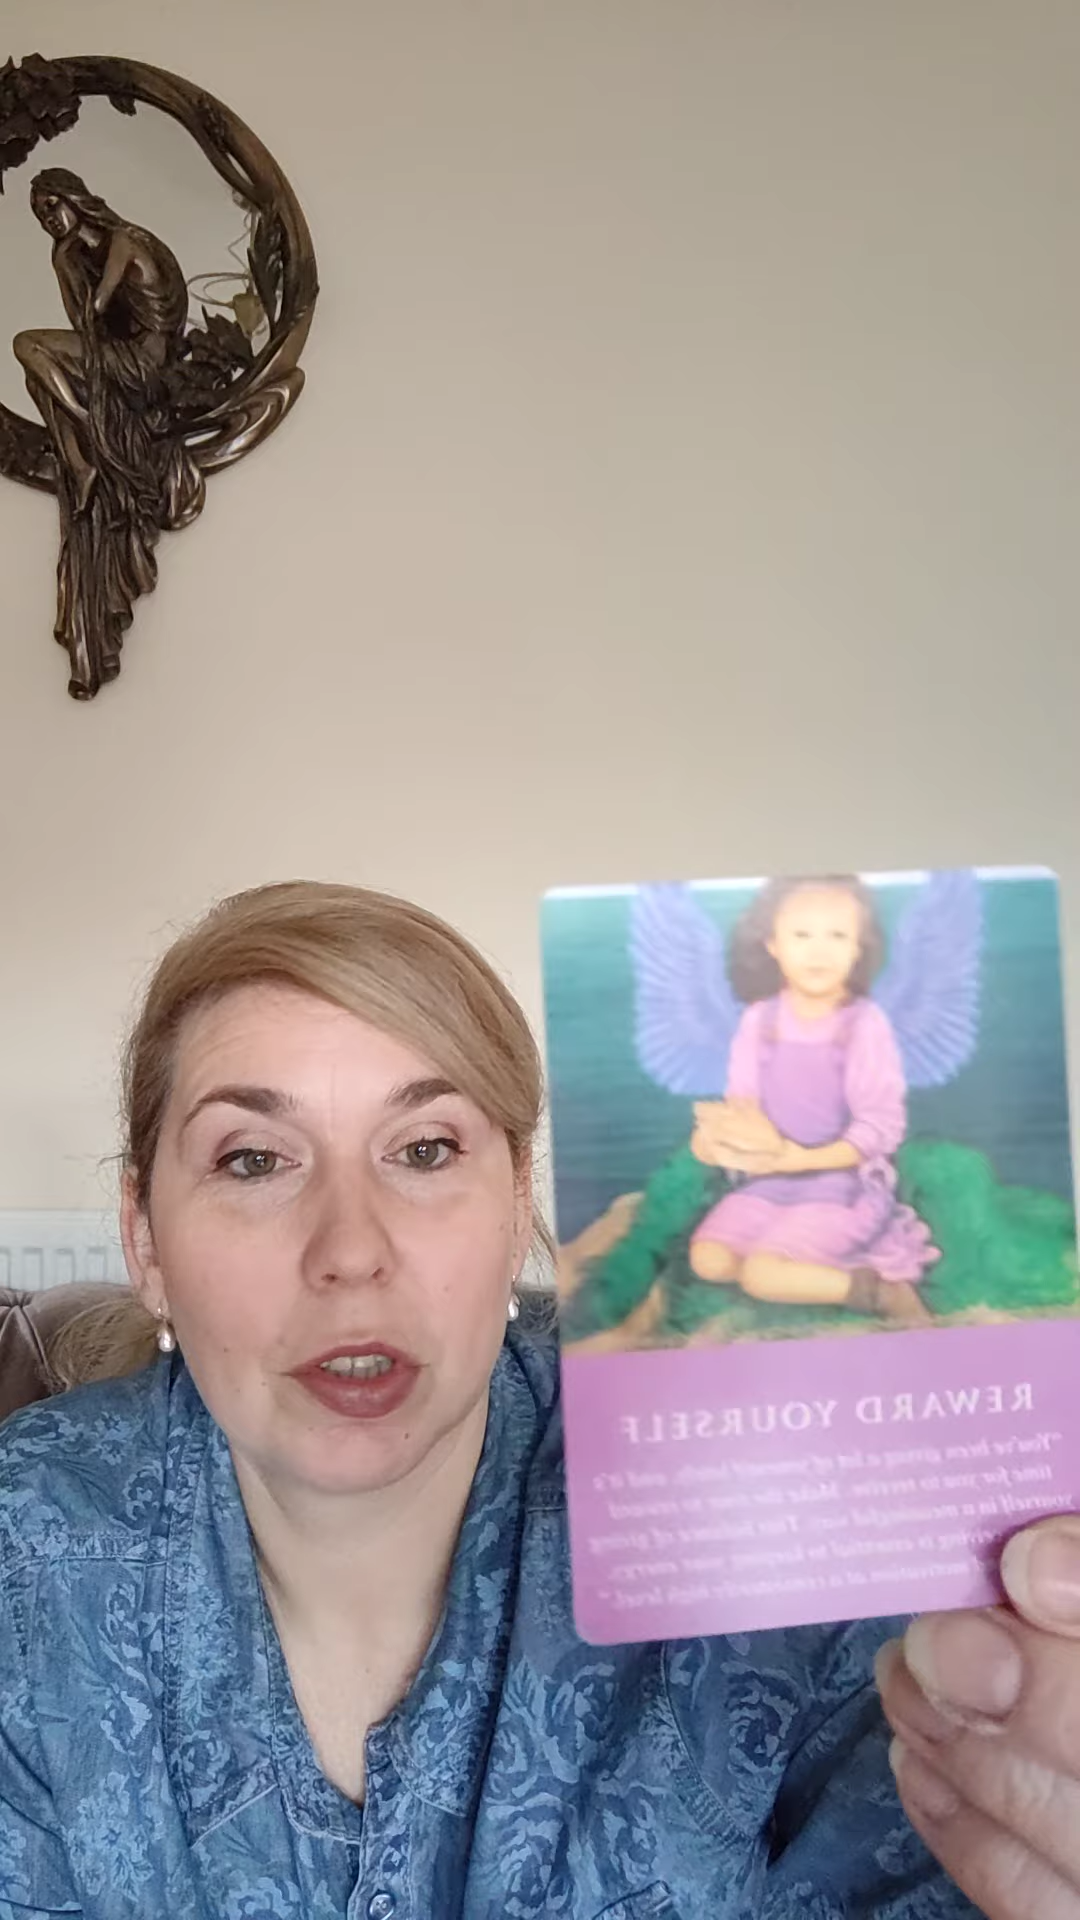 REWARD YOURSELF
"You've been giving a lot of yourself lately, and it's
time for you to receive. Make the time to reward
yourself in a meaningful way. This balance of giving
receiving is essential to keeping your energy
motivation at a consistently high level."